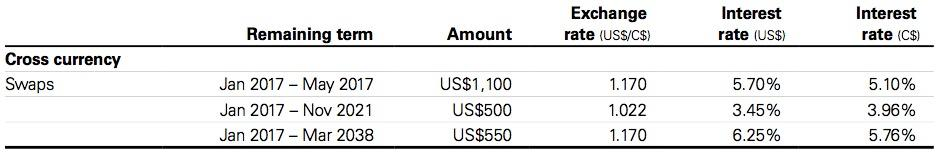 Remaining term Amount Exchange rate (US$/C$) Interest rate (US$) Interest rate (C$)
Cross currency
Swaps Jan 2017 – May 2017 US$1,100 1.170 5.70% 5.10%
Jan 2017 – Nov 2021 US$500 1.022 3.45% 3.96%
Jan 2017 – Mar 2038 US$550 1.170 6.25% 5.76%